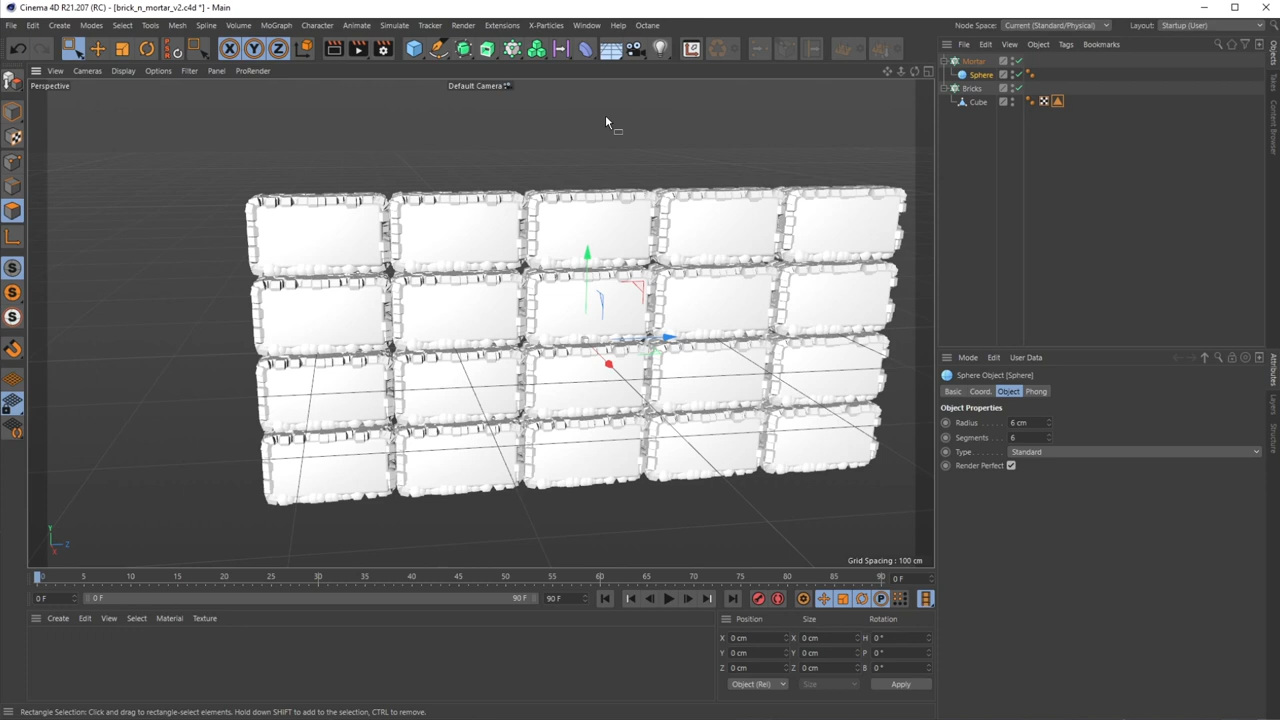 Cinema 4D R21.207 (RC) - [brick_n_mortar_v2.c4d *] - Main
File Edit Create Modes Select Tools Mesh Spline Volume MoGraph Character Animate Simulate Tracker Render Extensions X-Particles Window Help Octane
Node Space: Current (Standard/Physical) Layout: Startup (User)
X Y Z
File Edit View Object Tags Bookmarks
View Cameras Display Options Filter Panel ProRender
Perspective
Default Camera
Mortar
Sphere
Bricks
Cube
Objects
Takes
Content Browser
Mode Edit User Data
Sphere Object [Sphere]
Basic Coord. Object Phong
Object Properties
Radius 6 cm
Segments 6
Type Standard
Render Perfect
Attributes
Layers
Structure
Y
Z
X
Grid Spacing : 100 cm
0 5 10 15 20 25 30 35 40 45 50 55 60 65 70 75 80 85 90 0 F
0 F 0 F 90 F 90 F
Create Edit View Select Material Texture
Position Size Rotation
X 0 cm X 0 cm H 0 °
Y 0 cm Y 0 cm P 0 °
Z 0 cm Z 0 cm B 0 °
Object (Rel) Size Apply
Rectangle Selection: Click and drag to rectangle-select elements. Hold down SHIFT to add to the selection, CTRL to remove.